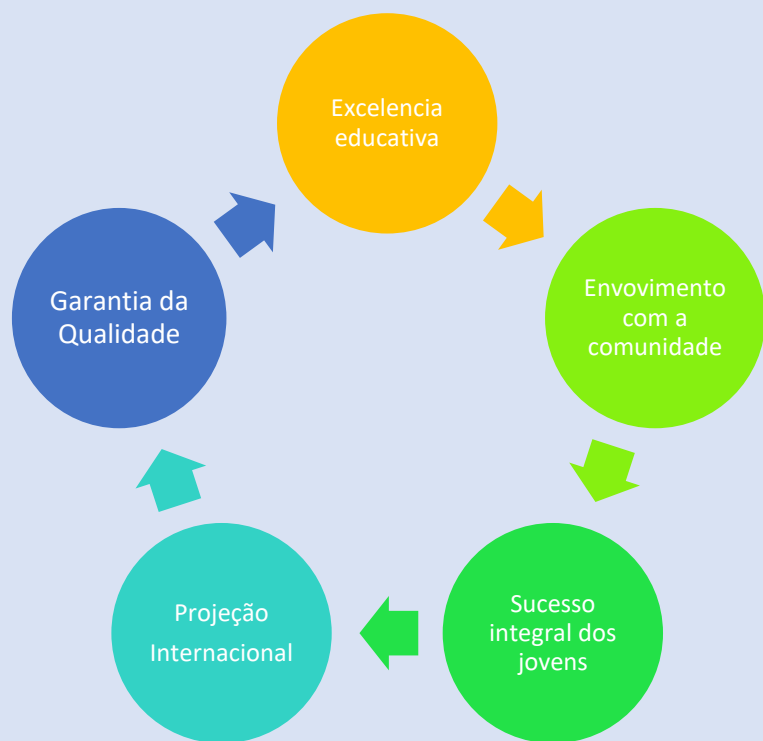 Excelencia
educativa
Envovimento
com a
comunidade
Sucesso
integral dos
jovens
Projeção
Internacional
Garantia da
Qualidade